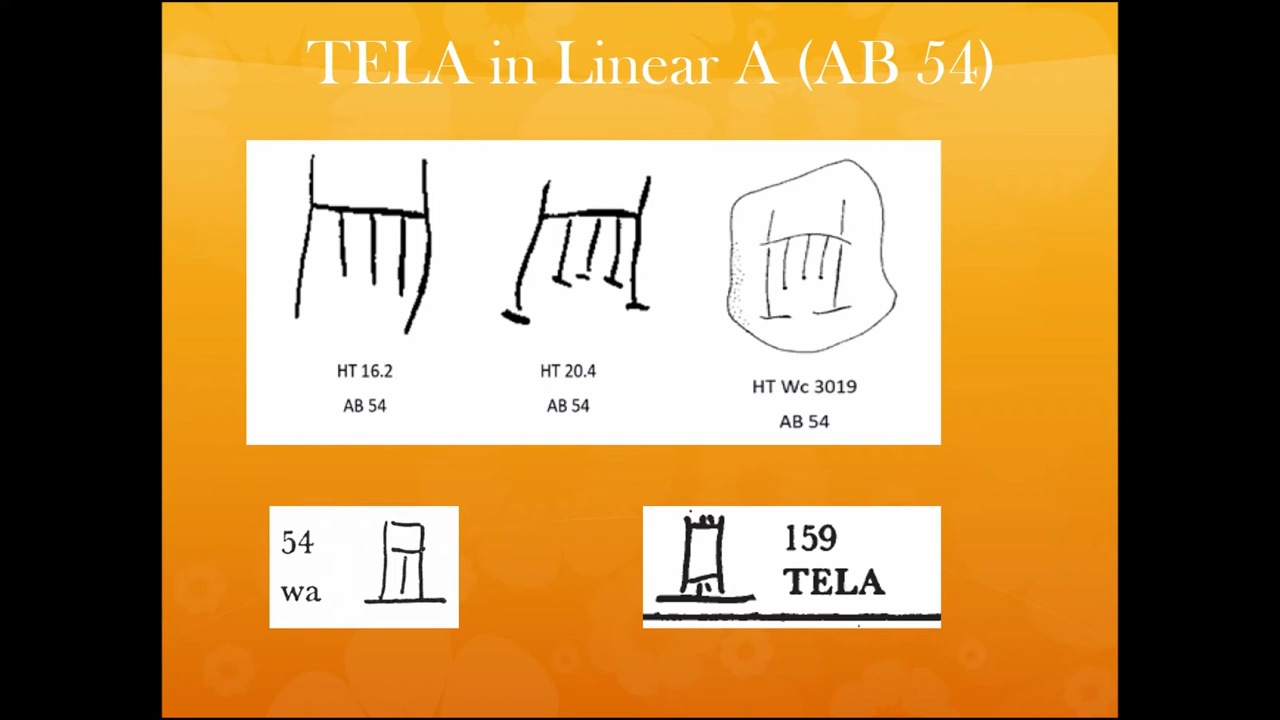 TELA in Linear A (AB 54)
HT 16.2
AB 54
HT 20.4
AB 54
HT Wc 3019
AB 54
54
wa
159
TELA